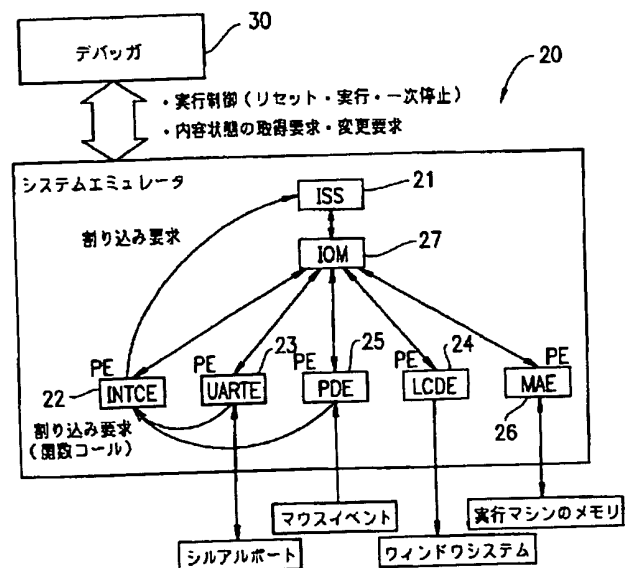 デバッガ
30
20
・実行制御(リセット・実行・一次停止)
・内容状態の取得要求・変更要求
システムエミュレータ
ISS
21
割り込み要求
IOM
27
PE
22
INTCE
PE
23
UARTE
PE
25
PDE
PE
24
LCDE
PE
MAE
26
割り込み要求
(関数コール)
マウスイベント
実行マシンのメモリ
シルアルポート
ウィンドウシステム